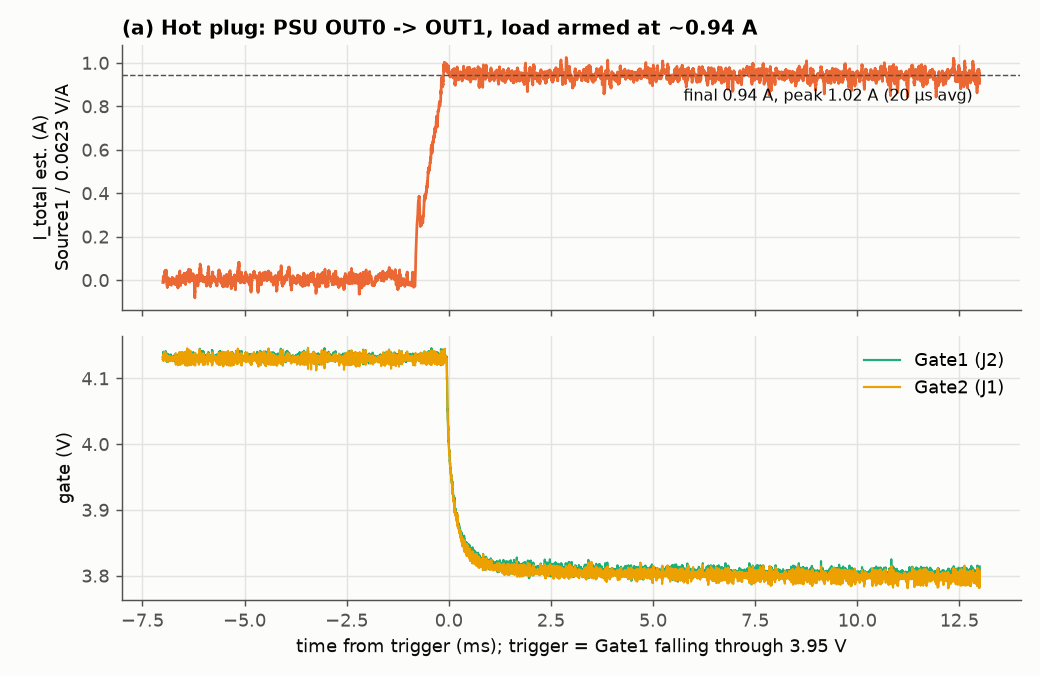 (a) Hot plug: PSU OUT0 -> OUT1, load armed at ~0.94 A
I_total est. (A)
Source1 / 0.0623 V/A
1.0
0.8
0.6
0.4
0.2
0.0
final 0.94 A, peak 1.02 A (20 µs avg)
gate (V)
4.1
4.0
3.9
3.8
Gate1 (J2)
Gate2 (J1)
−7.5 −5.0 −2.5 0.0 2.5 5.0 7.5 10.0 12.5
time from trigger (ms); trigger = Gate1 falling through 3.95 V